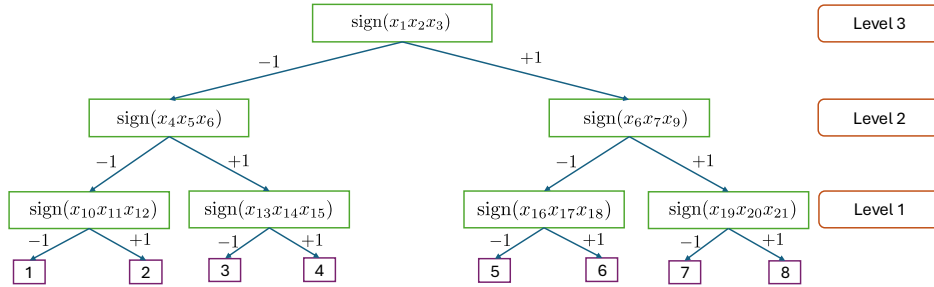 sign(x₁x₂x₃) Level 3
−1 +1
sign(x₄x₅x₆) sign(x₆x₇x₉) Level 2
−1 +1 −1 +1
sign(x₁₀x₁₁x₁₂) sign(x₁₃x₁₄x₁₅) sign(x₁₆x₁₇x₁₈) sign(x₁₉x₂₀x₂₁) Level 1
−1 +1 −1 +1 −1 +1 −1 +1
1 2 3 4 5 6 7 8